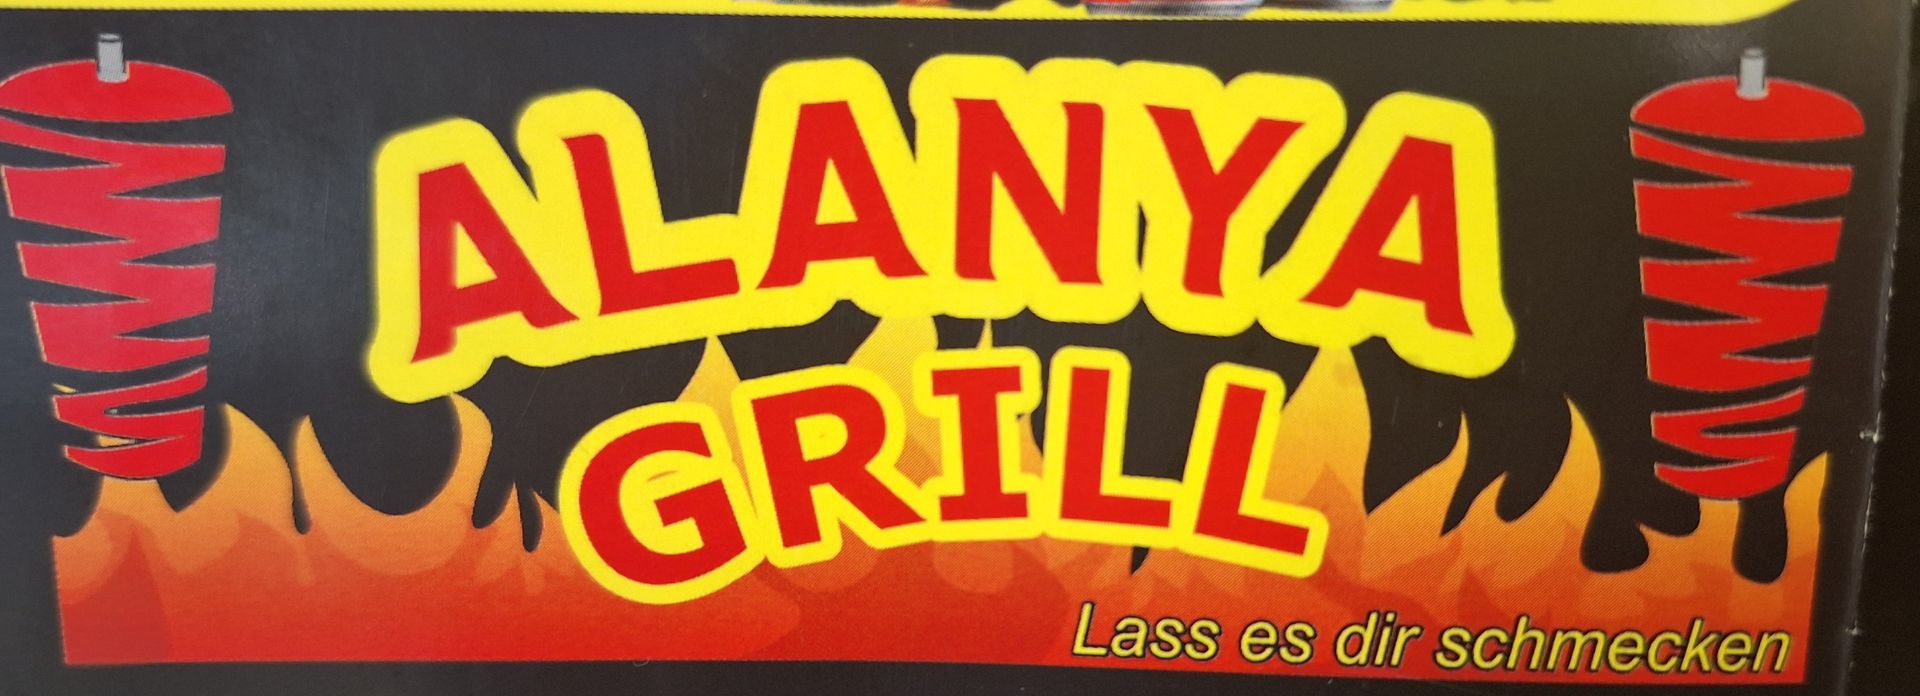 ALANYA
GRILL
Lass es dir schmecken